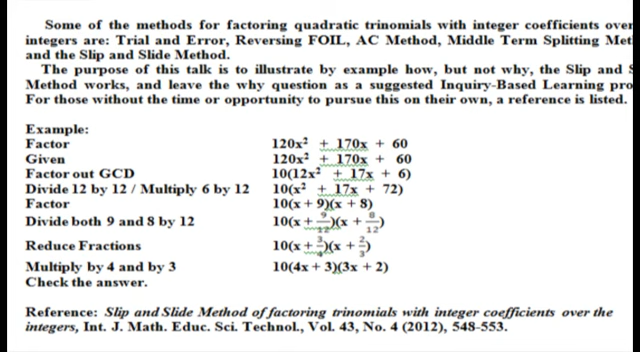 Some of the methods for factoring quadratic trinomials with integer coefficients over
integers are: Trial and Error, Reversing FOIL, AC Method, Middle Term Splitting
and the Slip and Slide Method.
The purpose of this talk is to illustrate by example how, but not why, the Slip and
Method works, and leave the why question as a suggested Inquiry-Based Learning
For those without the time or opportunity to pursue this on their own, a reference is listed.
Example:
Factor 120x² + 170x + 60
Given 120x² + 170x + 60
Factor out GCD 10(12x² + 17x + 6)
Divide 12 by 12 / Multiply 6 by 12 10(x² + 17x + 72)
Factor 10(x + 9)(x + 8)
Divide both 9 and 8 by 12 10(x + 9/12)(x + 8/12)
Reduce Fractions 10(x + 3/4)(x + 2/3)
Multiply by 4 and by 3 10(4x + 3)(3x + 2)
Check the answer.
Reference: Slip and Slide Method of factoring trinomials with integer coefficients over the
integers, Int. J. Math. Educ. Sci. Technol., Vol. 43, No. 4 (2012), 548-553.